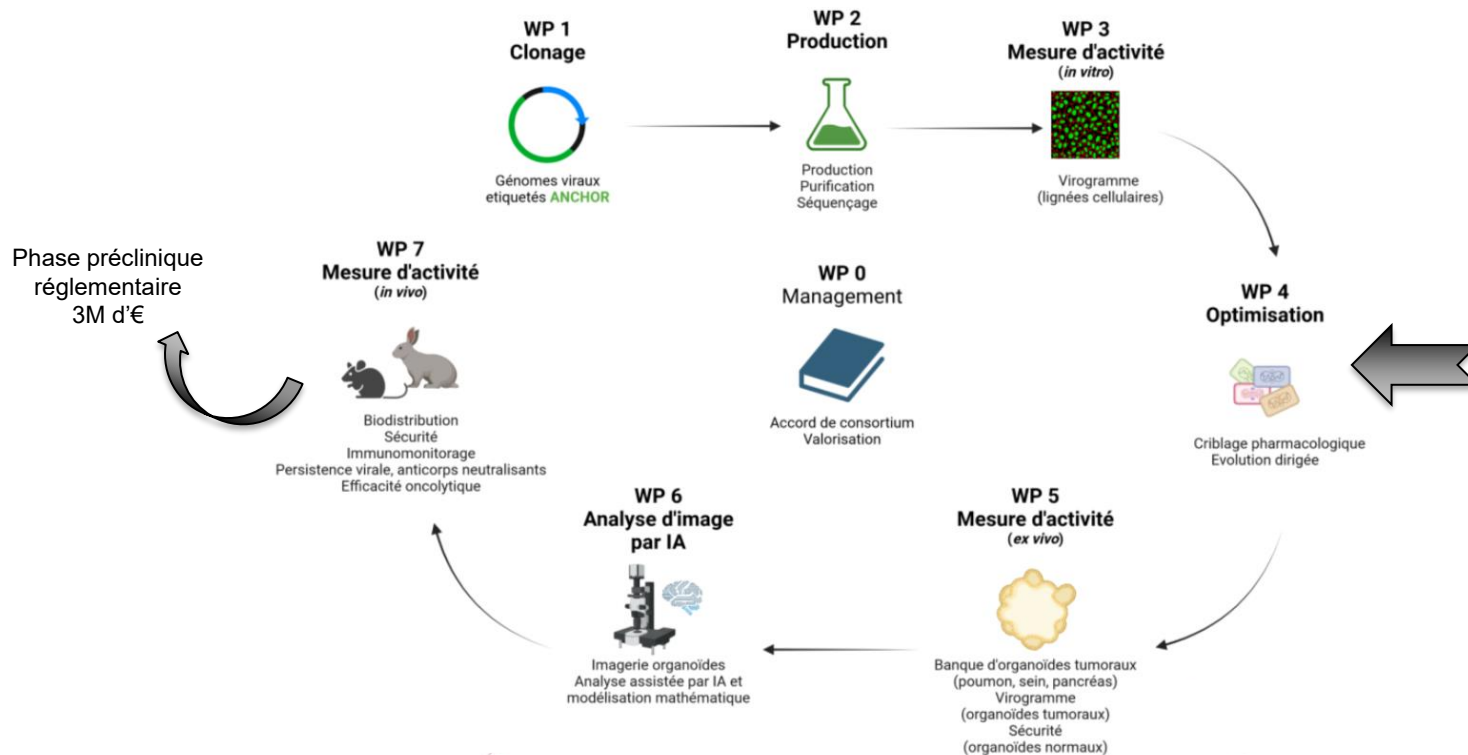 WP 1
Clonage
Génomes viraux
etiquetés ANCHOR
WP 2
Production
Production
Purification
Séquençage
WP 3
Mesure d'activité
(in vitro)
Virogramme
(lignées cellulaires)
WP 4
Optimisation
Criblage pharmacologique
Evolution dirigée
WP 5
Mesure d'activité
(ex vivo)
Banque d'organoïdes tumoraux
(poumon, sein, pancréas)
Virogramme
(organoïdes tumoraux)
Sécurité
(organoïdes normaux)
WP 6
Analyse d'image
par IA
Imagerie organoïdes
Analyse assistée par IA et
modélisation mathématique
WP 7
Mesure d'activité
(in vivo)
Biodistribution
Sécurité
Immunomonitorage
Persistence virale, anticorps neutralisants
Efficacité oncolytique
Phase préclinique
réglementaire
3M d'€
WP 0
Management
Accord de consortium
Valorisation